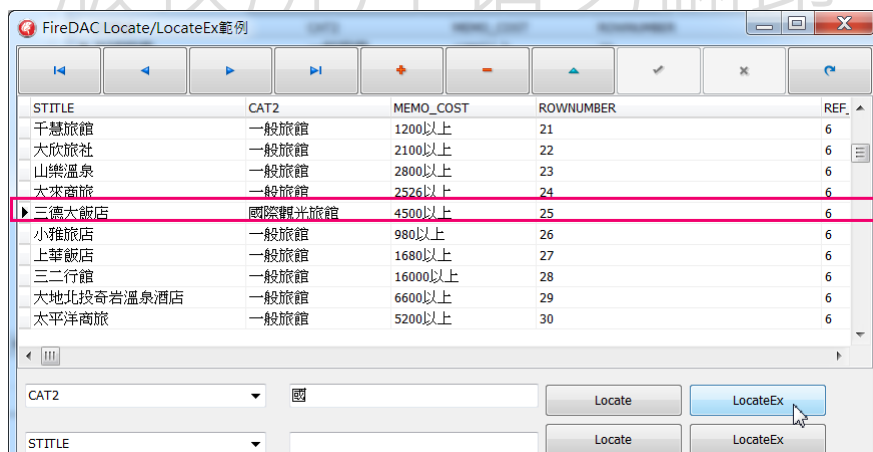 FireDAC Locate/LocateEx範例
STITLE CAT2 MEMO_COST ROWNUMBER REF_
千慧旅館 一般旅館 1200以上 21 6
大欣旅社 一般旅館 2100以上 22 6
山樂溫泉 一般旅館 2800以上 23 6
太來商旅 一般旅館 2526以上 24 6
三德大飯店 國際觀光旅館 4500以上 25 6
小雅旅店 一般旅館 980以上 26 6
上華飯店 一般旅館 1680以上 27 6
三二行館 一般旅館 16000以上 28 6
大地北投奇岩溫泉酒店 一般旅館 6600以上 29 6
太平洋商旅 一般旅館 5200以上 30 6
CAT2 國 Locate LocateEx
STITLE Locate LocateEx